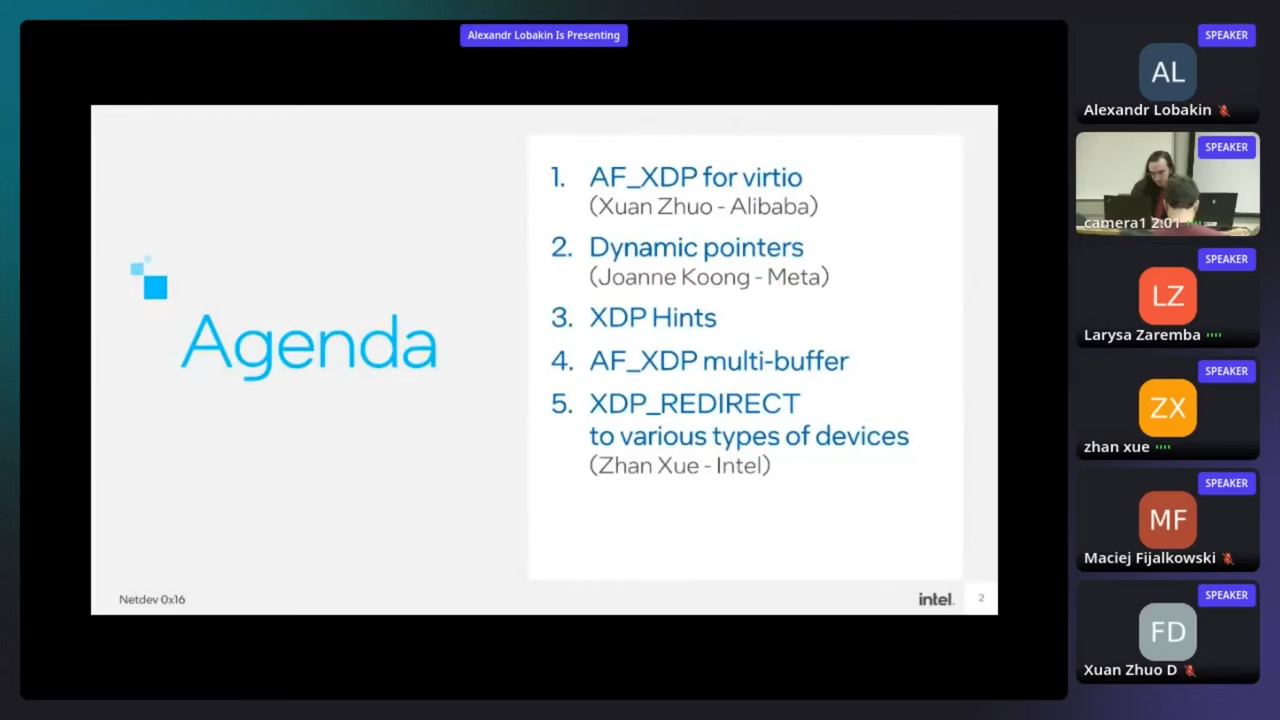 Alexandr Lobakin Is Presenting
Agenda
1. AF_XDP for virtio
(Xuan Zhuo - Alibaba)
2. Dynamic pointers
(Joanne Koong - Meta)
3. XDP Hints
4. AF_XDP multi-buffer
5. XDP_REDIRECT
to various types of devices
(Zhan Xue - Intel)
Netdev 0x16
intel.
2
SPEAKER
AL
Alexandr Lobakin
SPEAKER
camera1 2:01
SPEAKER
LZ
Larysa Zaremba
SPEAKER
ZX
zhan xue
SPEAKER
MF
Maciej Fijalkowski
SPEAKER
FD
Xuan Zhuo D